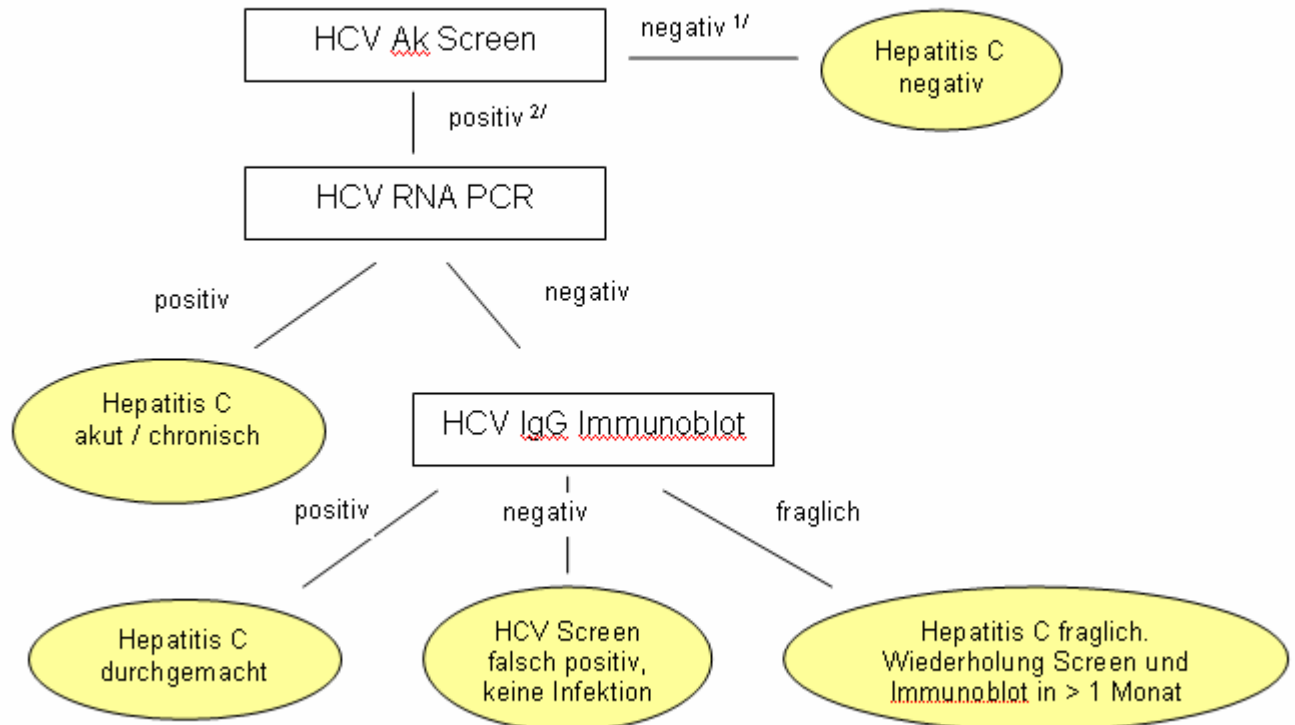 HCV Ak Screen
negativ 1/
Hepatitis C
negativ
positiv 2/
HCV RNA PCR
positiv
negativ
Hepatitis C
akut / chronisch
HCV IgG Immunoblot
positiv
negativ
fraglich
Hepatitis C
durchgemacht
HCV Screen
falsch positiv,
keine Infektion
Hepatitis C fraglich.
Wiederholung Screen und
Immunoblot in > 1 Monat